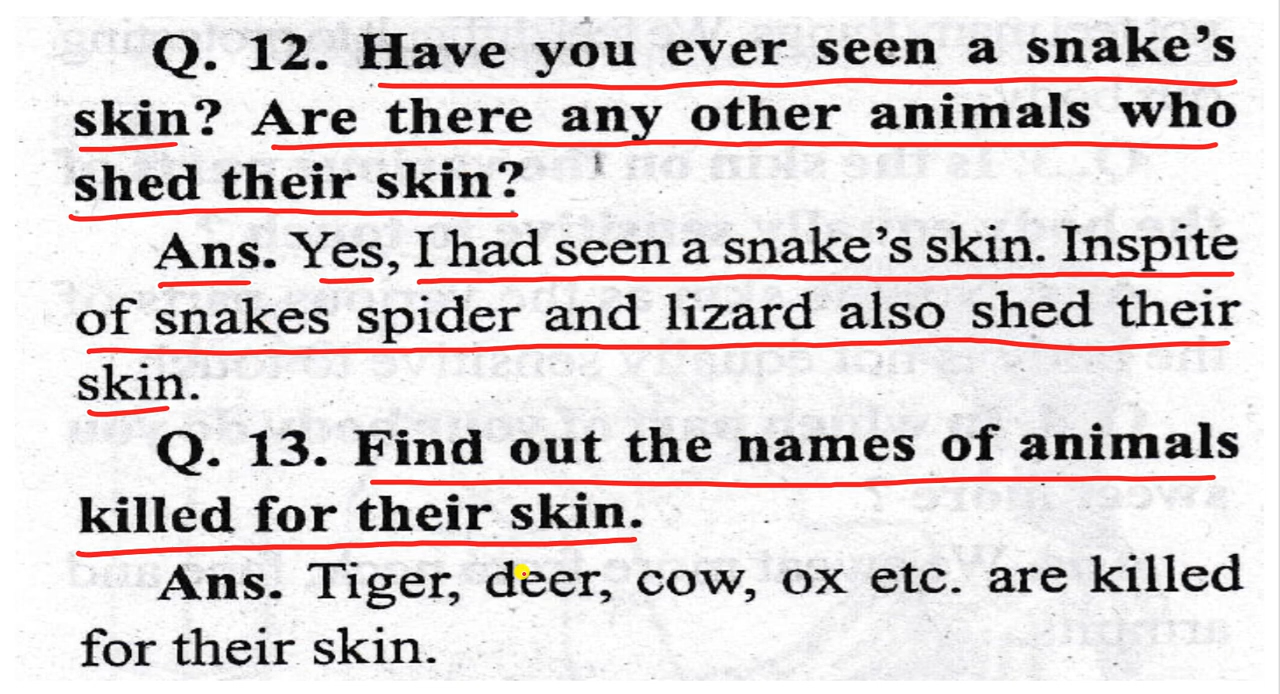 Q. 12. Have you ever seen a snake's
skin? Are there any other animals who
shed their skin?
Ans. Yes, I had seen a snake's skin. Inspite
of snakes spider and lizard also shed their
skin.
Q. 13. Find out the names of animals
killed for their skin.
Ans. Tiger, deer, cow, ox etc. are killed
for their skin.